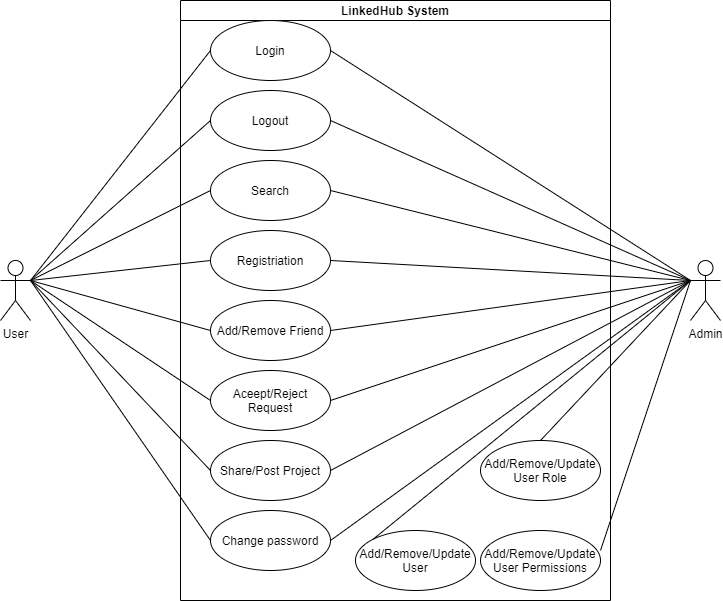 LinkedHub System
Login
Logout
Search
Registriation
Add/Remove Friend
Aceept/Reject
Request
Share/Post Project
Change password
Add/Remove/Update
User Role
Add/Remove/Update
User
Add/Remove/Update
User Permissions
User
Admin